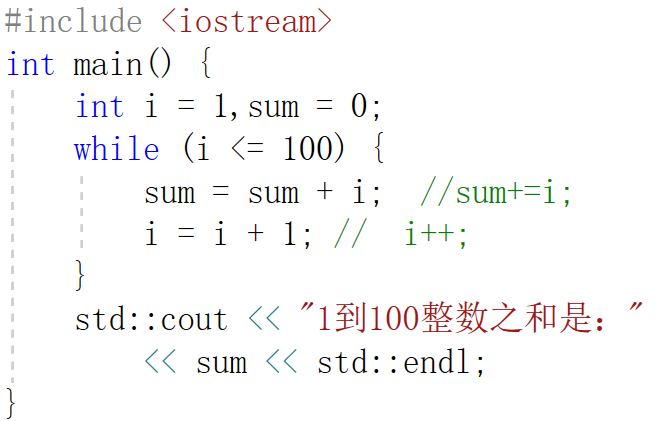 #include <iostream>
int main() {
    int i = 1,sum = 0;
    while (i <= 100) {
        sum = sum + i;  //sum+=i;
        i = i + 1; //  i++;
    }
    std::cout << "1到100整数之和是："
        << sum << std::endl;
}